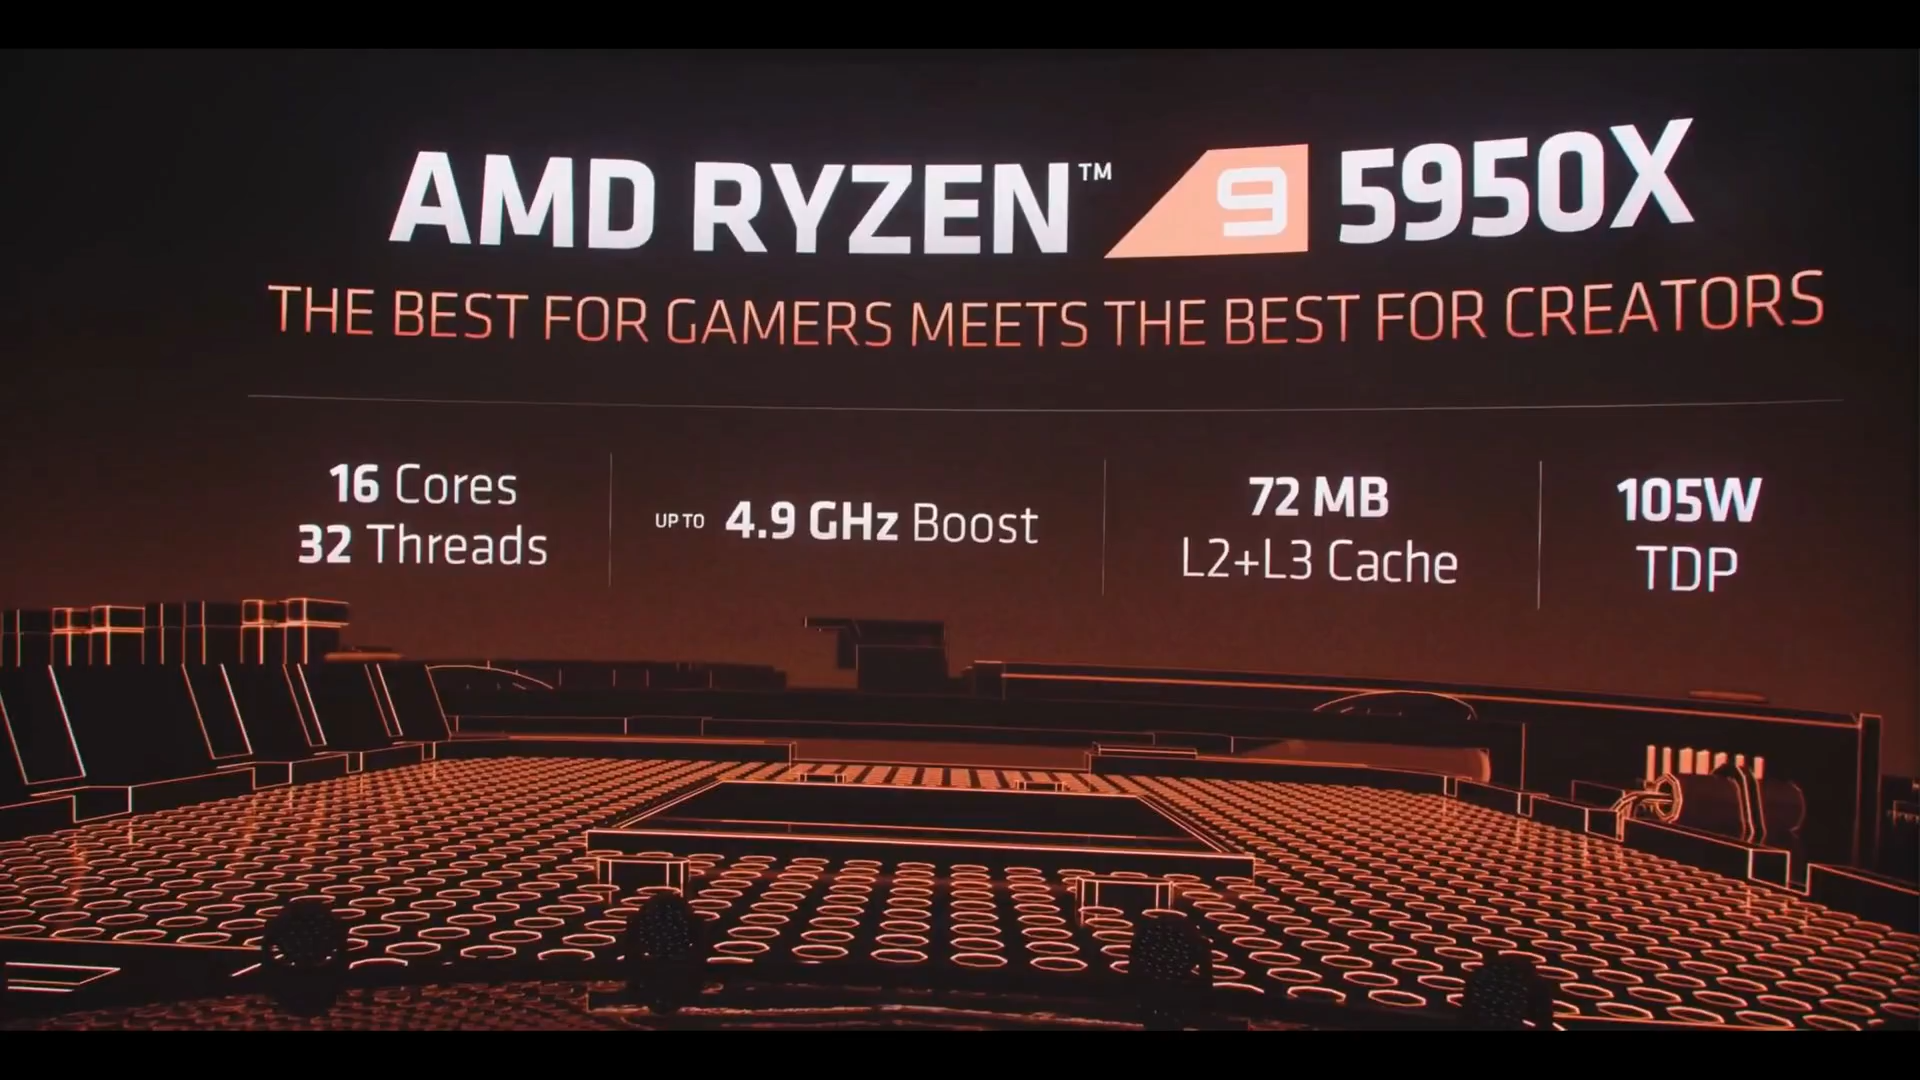 AMD RYZEN™ 9 5950X
THE BEST FOR GAMERS MEETS THE BEST FOR CREATORS
16 Cores
32 Threads
UP TO 4.9 GHz Boost
72 MB
L2+L3 Cache
105W
TDP